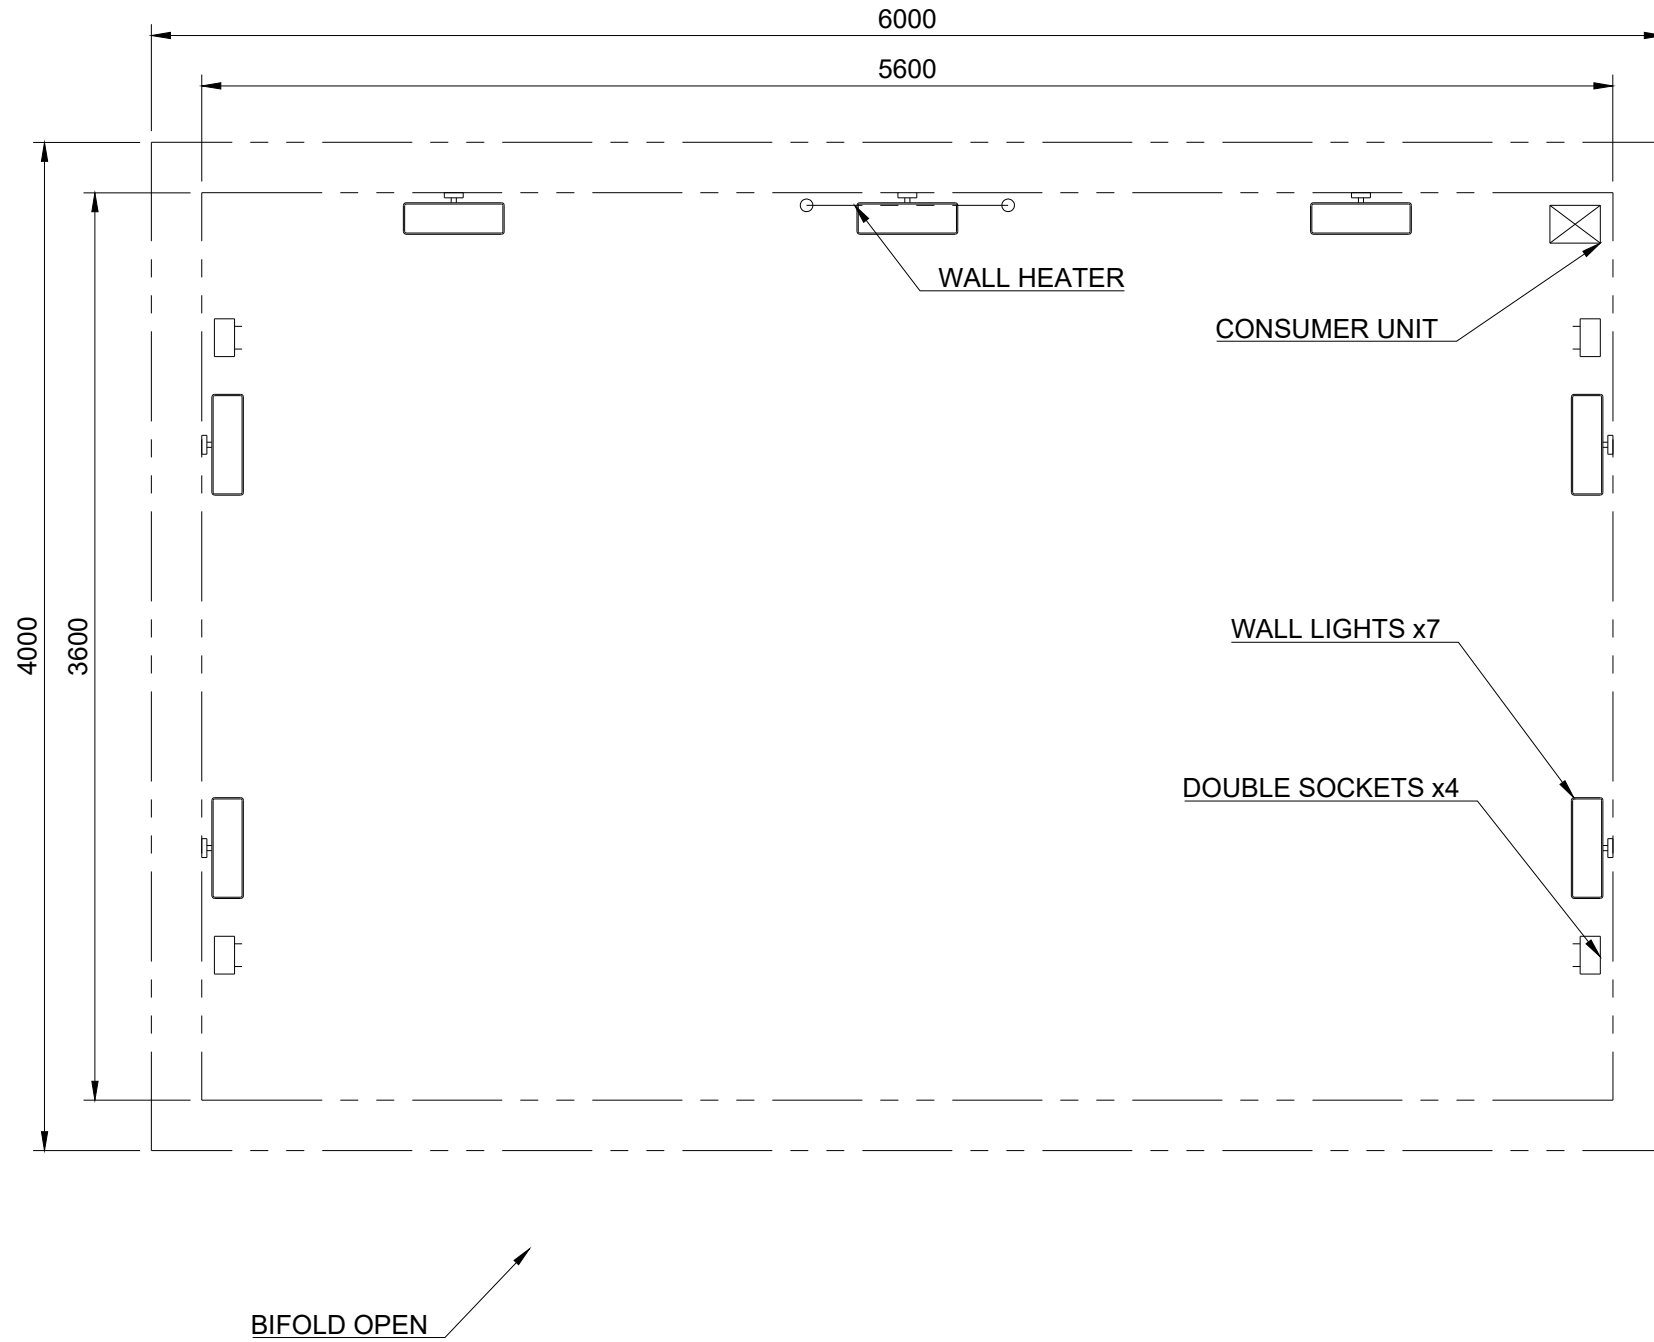 6000
5600
WALL HEATER
CONSUMER UNIT
4000
3600
WALL LIGHTS x7
DOUBLE SOCKETS x4
BIFOLD OPEN